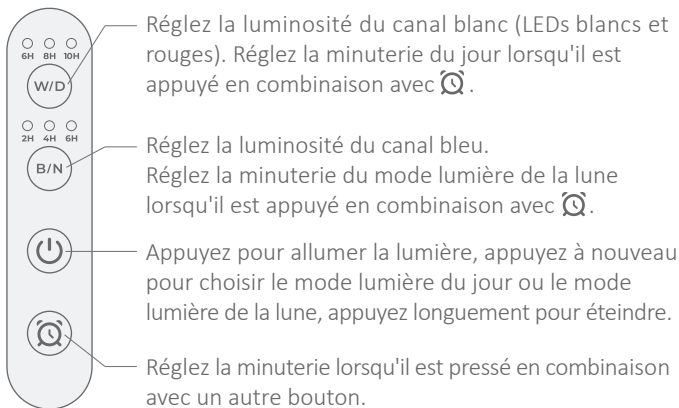 6H 8H 10H
W/D
2H 4H 6H
B/N
Réglez la luminosité du canal blanc (LEDs blancs et
rouges). Réglez la minuterie du jour lorsqu'il est
appuyé en combinaison avec .
Réglez la luminosité du canal bleu.
Réglez la minuterie du mode lumière de la lune
lorsqu'il est appuyé en combinaison avec .
Appuyez pour allumer la lumière, appuyez à nouveau
pour choisir le mode lumière du jour ou le mode
lumière de la lune, appuyez longuement pour éteindre.
Réglez la minuterie lorsqu'il est pressé en combinaison
avec un autre bouton.